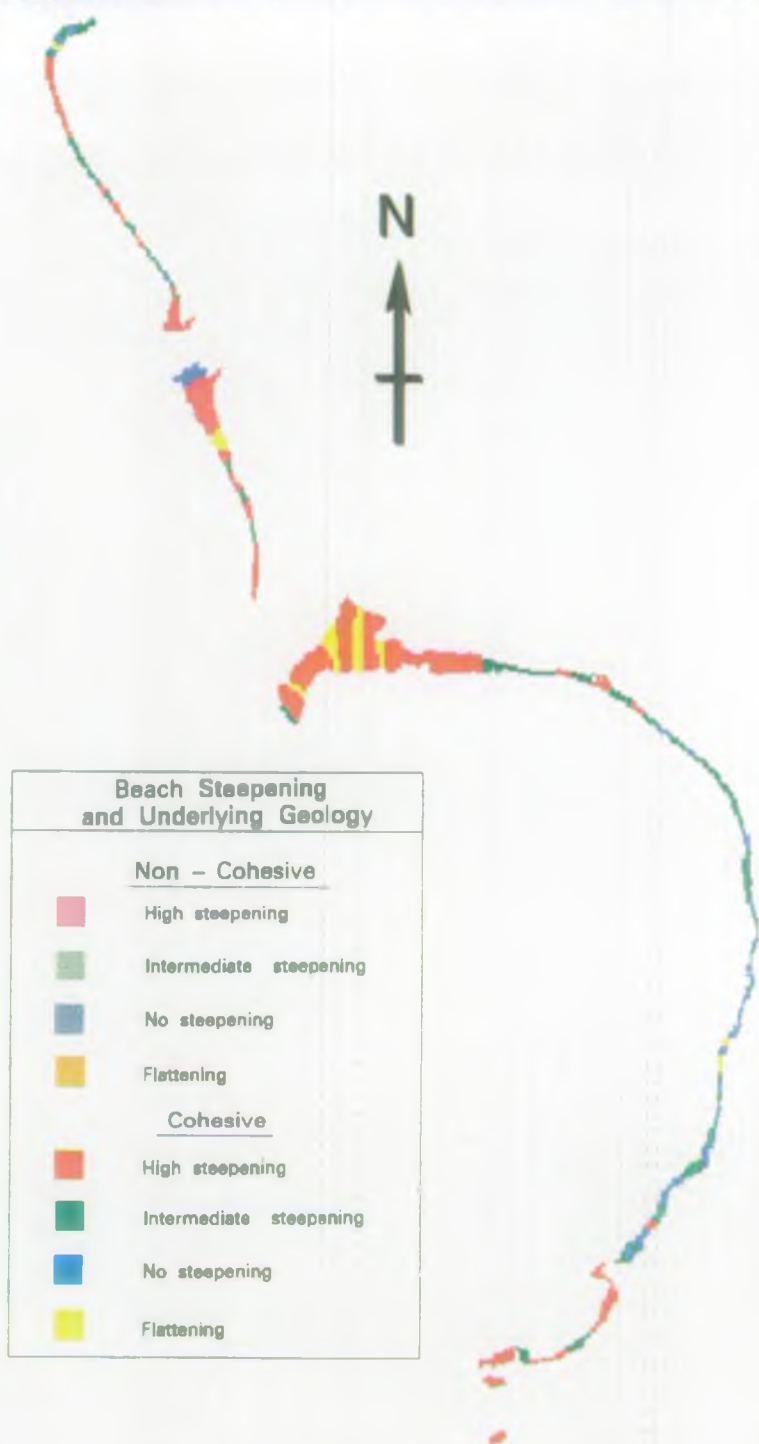 N
Beach Steepening
and Underlying Geology
Non - Cohesive
High steepening
Intermediate steepening
No steepening
Flattening
Cohesive
High steepening
Intermediate steepening
No steepening
Flattening